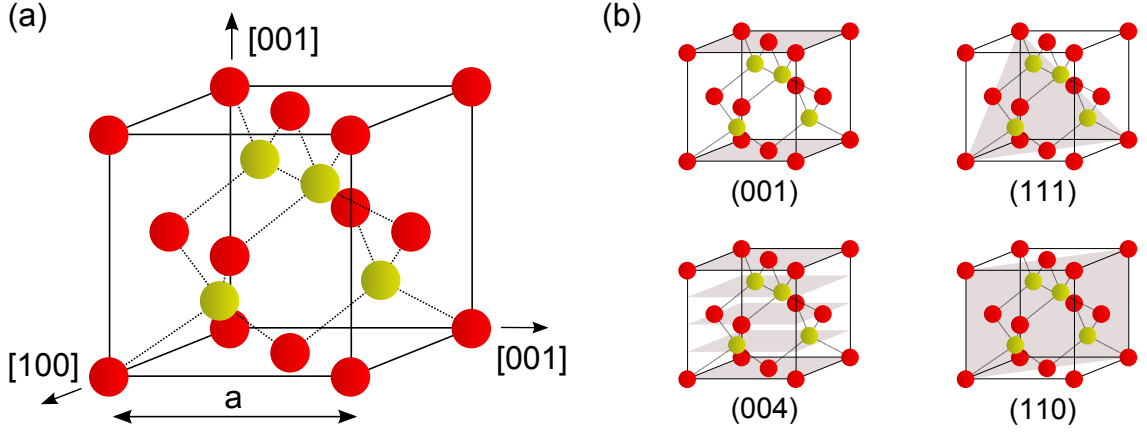 (a)
[001]
[001]
[100]
a
(b)
(001)
(111)
(004)
(110)